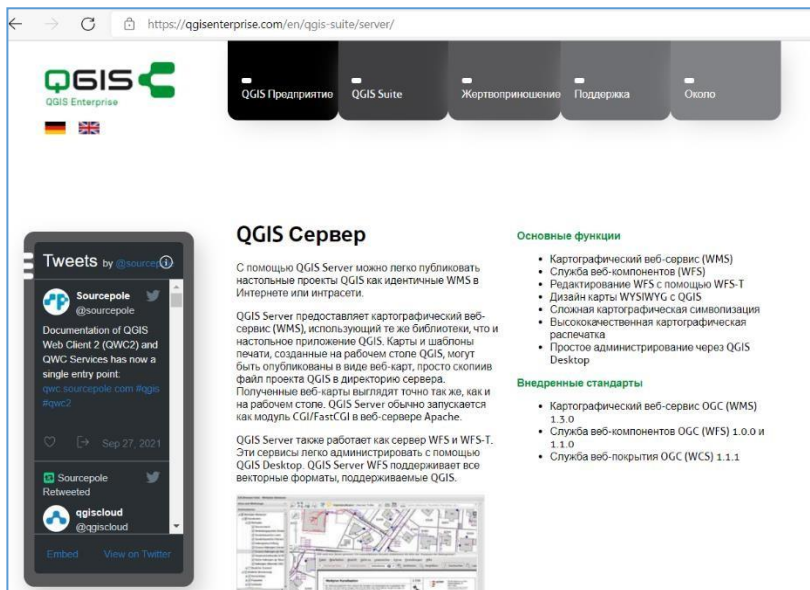 https://qgisenterprise.com/en/qgis-suite/server/
QGIS
QGIS Enterprise
QGIS Предприятие
QGIS Suite
Жертвоприношение
Поддержка
Около
Tweets by @sourcepo
Sourcepole
@sourcepole
Documentation of QGIS
Web Client 2 (QWC2) and
QWC Services has now a
single entry point:
qwc.sourcepole.com #qgis
#qwc2
Sep 27, 2021
Sourcepole
Retweeted
qgiscloud
@qgiscloud
Embed
View on Twitter
QGIS Сервер
С помощью QGIS Server можно легко публиковать
настольные проекты QGIS как идентичные WMS в
Интернете или интрасети.
QGIS Server предоставляет картографический веб-
сервис (WMS), использующий те же библиотеки, что и
настольное приложение QGIS. Карты и шаблоны
печати, созданные на рабочем столе QGIS, могут
быть опубликованы в виде веб-карт, просто скопиив
файл проекта QGIS в директорию сервера.
Полученные веб-карты выглядят точно так же, как и
на рабочем столе. QGIS Server обычно запускается
как модуль CGI/FastCGI в веб-сервере Apache.
QGIS Server также работает как сервер WFS и WFS-T.
Эти сервисы легко администрировать с помощью
QGIS Desktop. QGIS Server WFS поддерживает все
векторные форматы, поддерживаемые QGIS.
Основные функции
Картографический веб-сервис (WMS)
Служба веб-компонентов (WFS)
Редактирование WFS с помощью WFS-T
Дизайн карты WYSIWYG с QGIS
Сложная картографическая символизация
Высококачественная картографическая
распечатка
Простое администрирование через QGIS
Desktop
Внедренные стандарты
Картографический веб-сервис OGC (WMS)
1.3.0
Служба веб-компонентов OGC (WFS) 1.0.0 и
1.1.0
Служба веб-покрытия OGC (WCS) 1.1.1